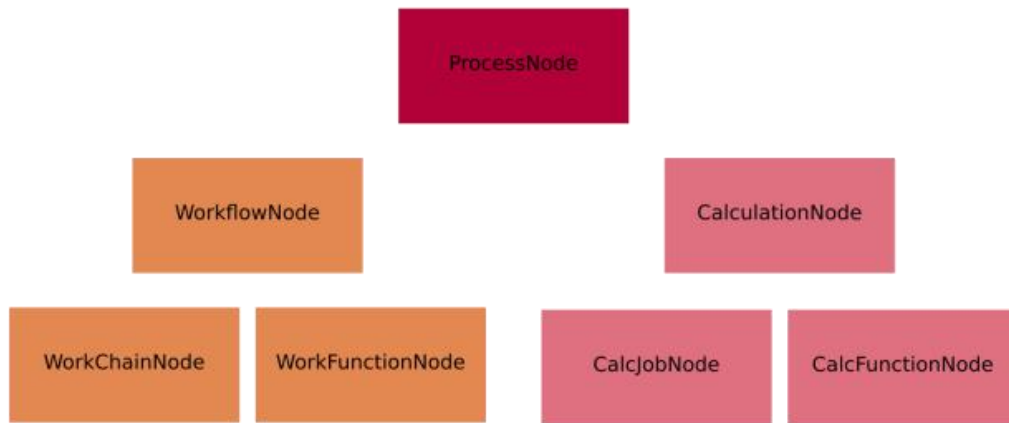 ProcessNode
WorkflowNode
CalculationNode
WorkChainNode
WorkFunctionNode
CalcJobNode
CalcFunctionNode